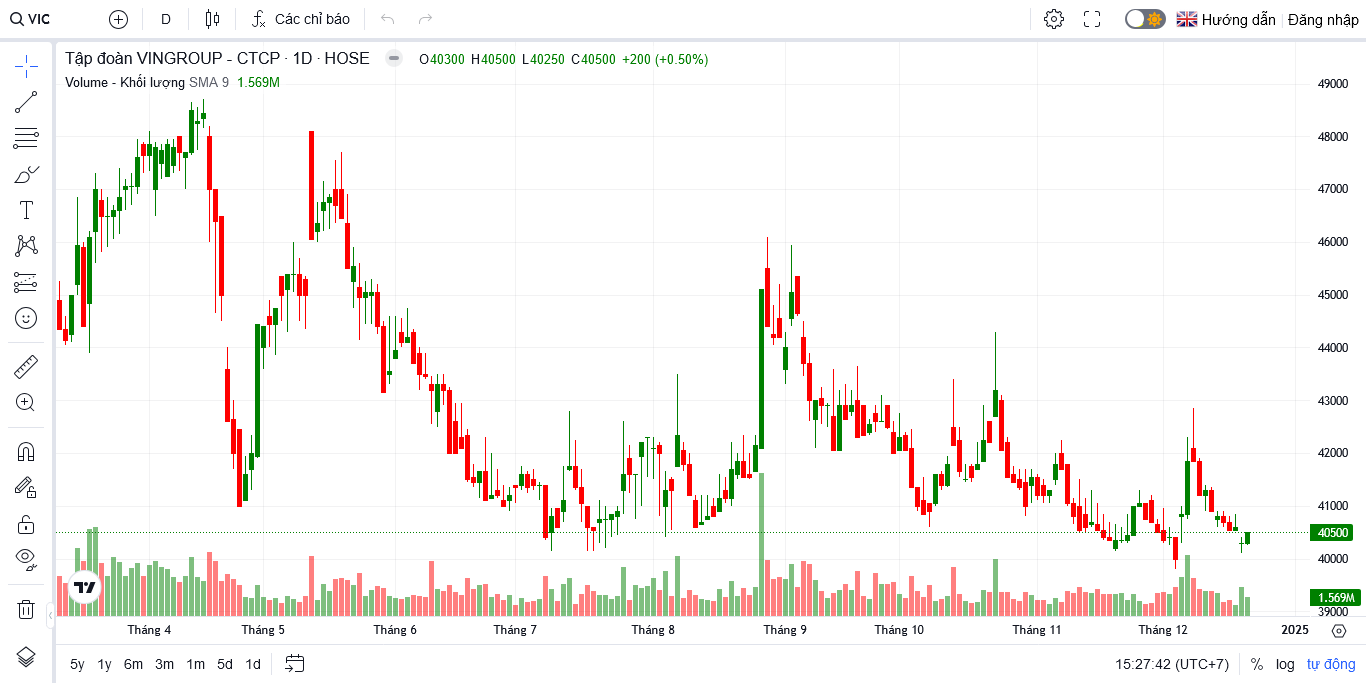 VIC D Các chỉ báo Hướng dẫn Đăng nhập
Tập đoàn VINGROUP - CTCP · 1D · HOSE O40300 H40500 L40250 C40500 +200 (+0.50%)
Volume - Khối lượng SMA 9 1.569M
49000
48000
47000
46000
45000
44000
43000
42000
41000
40500
40000
1.569M
39000
Tháng 4 Tháng 5 Tháng 6 Tháng 7 Tháng 8 Tháng 9 Tháng 10 Tháng 11 Tháng 12 2025
5y 1y 6m 3m 1m 5d 1d 15:27:42 (UTC+7) % log tự động